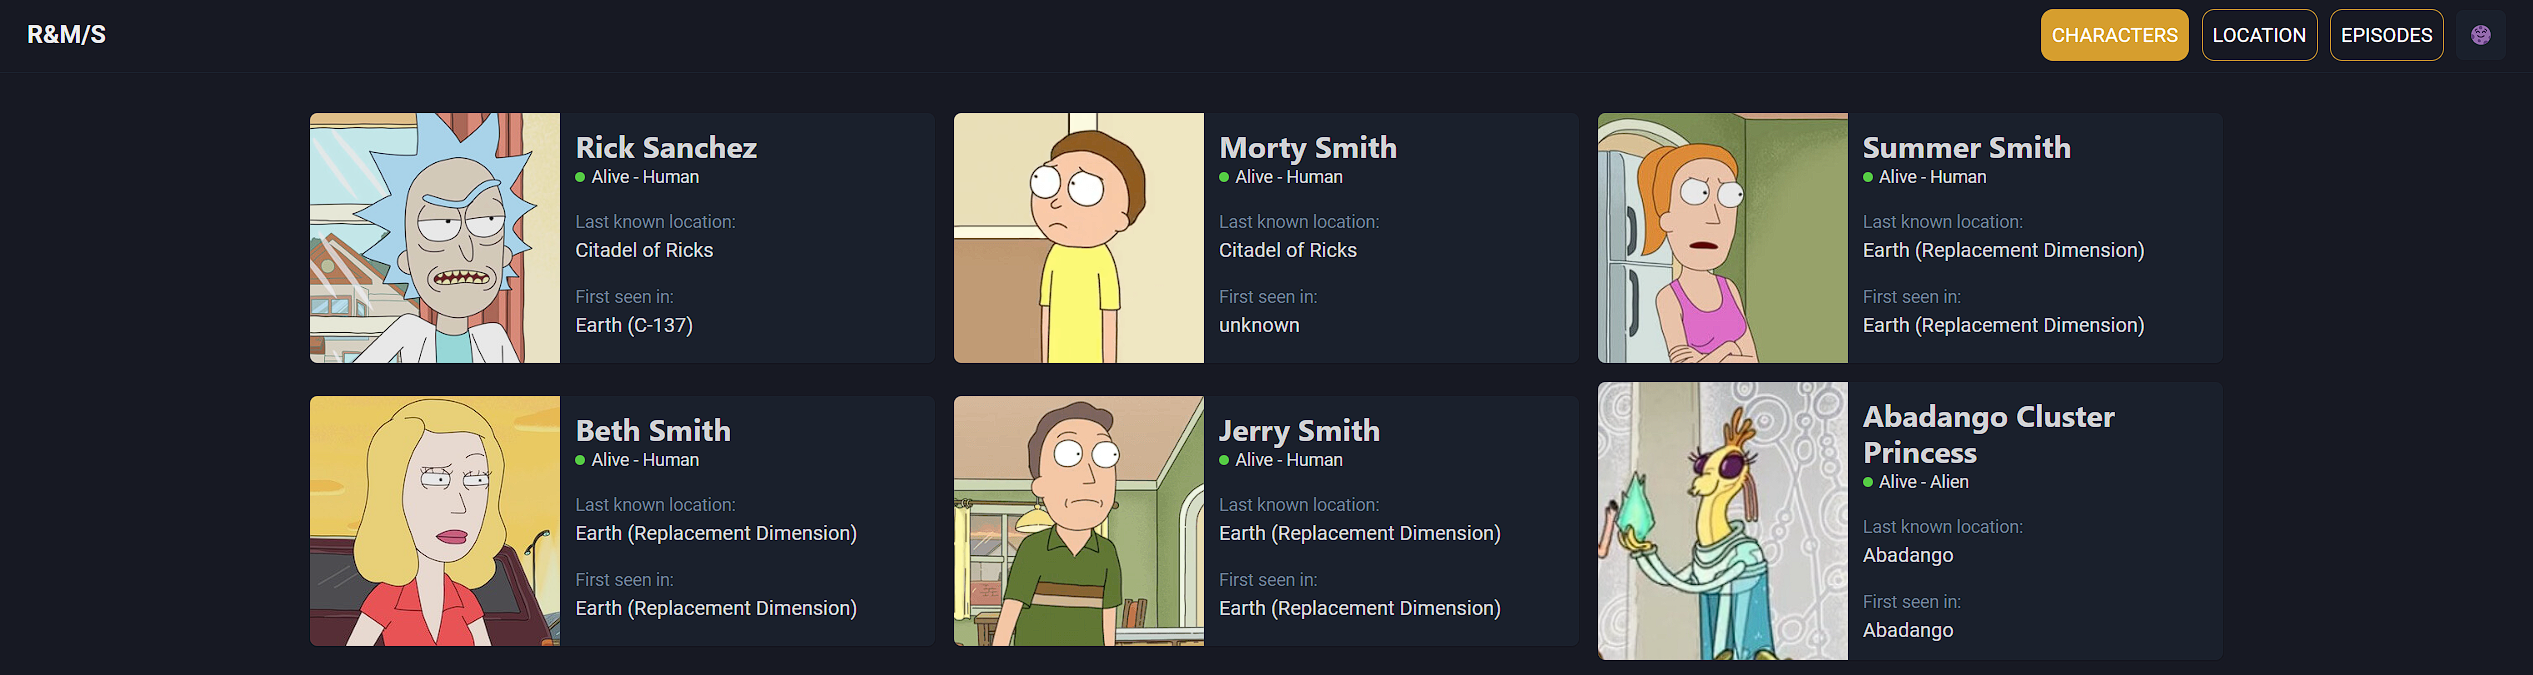 R&M/S
CHARACTERS
LOCATION
EPISODES
Rick Sanchez
Alive - Human
Last known location:
Citadel of Ricks
First seen in:
Earth (C-137)
Morty Smith
Alive - Human
Last known location:
Citadel of Ricks
First seen in:
unknown
Summer Smith
Alive - Human
Last known location:
Earth (Replacement Dimension)
First seen in:
Earth (Replacement Dimension)
Beth Smith
Alive - Human
Last known location:
Earth (Replacement Dimension)
First seen in:
Earth (Replacement Dimension)
Jerry Smith
Alive - Human
Last known location:
Earth (Replacement Dimension)
First seen in:
Earth (Replacement Dimension)
Abadango Cluster
Princess
Alive - Alien
Last known location:
Abadango
First seen in:
Abadango